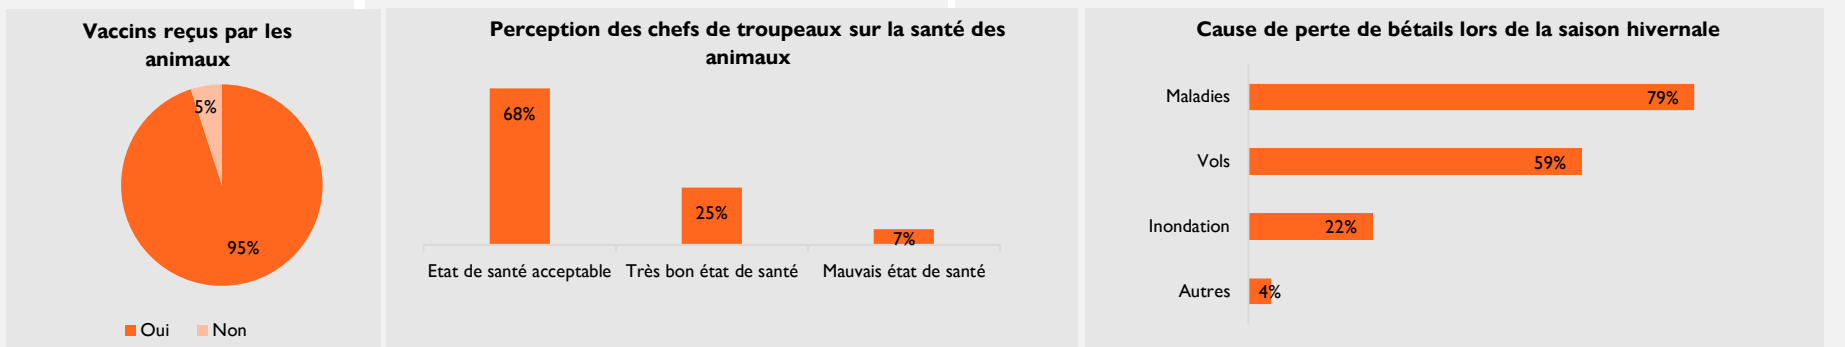 Vaccins reçus par les
animaux
5%
95%
Oui Non
Perception des chefs de troupeaux sur la santé des
animaux
68%
25%
7%
Etat de santé acceptable Très bon état de santé Mauvais état de santé
Cause de perte de bétails lors de la saison hivernale
Maladies 79%
Vols 59%
Inondation 22%
Autres 4%